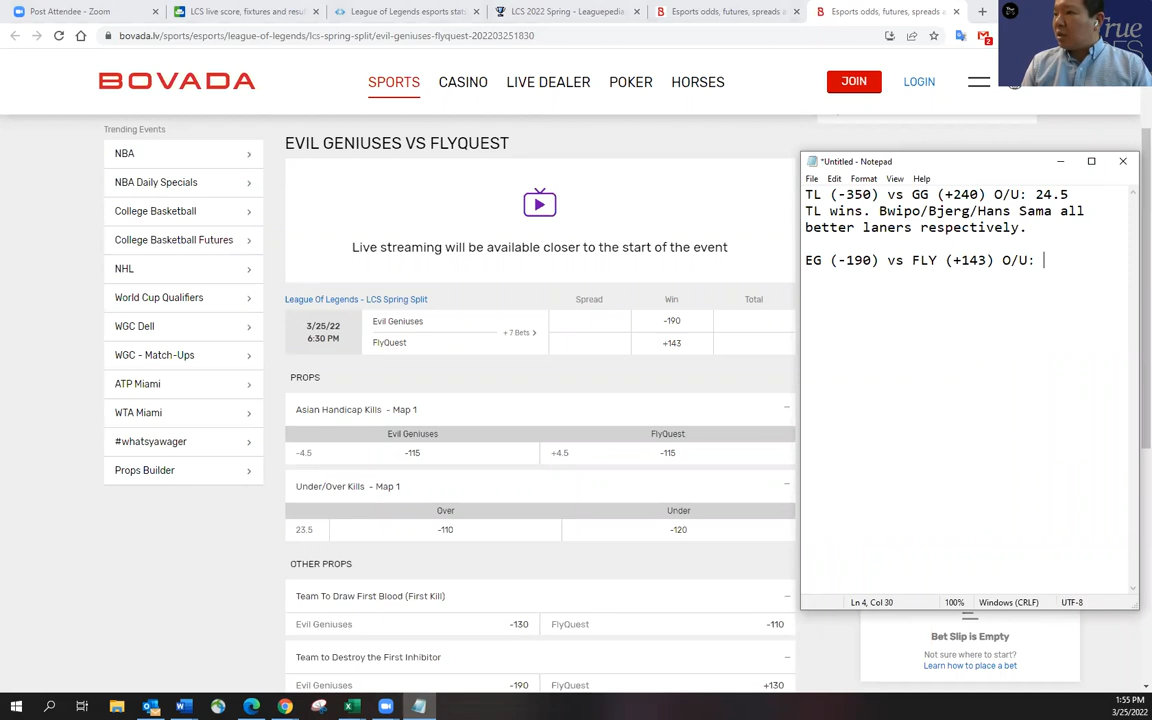 Post Attendee - Zoom
LCS live score, fixtures and resu
League of Legends esports stats
LCS 2022 Spring - Leaguepedia
Esports odds, futures, spreads a
Esports odds, futures, spreads a
bovada.lv/sports/esports/league-of-legends/lcs-spring-split/evil-geniuses-flyquest-202203251830
2
BOVADA
SPORTS
CASINO
LIVE DEALER
POKER
HORSES
JOIN
LOGIN
Trending Events
NBA
NBA Daily Specials
College Basketball
College Basketball Futures
NHL
World Cup Qualifiers
WGC Dell
WGC - Match-Ups
ATP Miami
WTA Miami
#whatsyawager
Props Builder
EVIL GENIUSES VS FLYQUEST
Live streaming will be available closer to the start of the event
League Of Legends - LCS Spring Split
Spread
Win
Total
3/25/22
6:30 PM
Evil Geniuses
FlyQuest
+ 7 Bets
-190
+143
PROPS
Asian Handicap Kills - Map 1
Evil Geniuses
FlyQuest
-4.5
-115
+4.5
-115
Under/Over Kills - Map 1
Over
Under
23.5
-110
-120
OTHER PROPS
Team To Draw First Blood (First Kill)
Evil Geniuses
-130
FlyQuest
-110
Team to Destroy the First Inhibitor
Evil Geniuses
-190
FlyQuest
+130
*Untitled - Notepad
File Edit Format View Help
TL (-350) vs GG (+240) O/U: 24.5
TL wins. Bwipo/Bjerg/Hans Sama all
better laners respectively.
EG (-190) vs FLY (+143) O/U:
Ln 4, Col 30
100%
Windows (CRLF)
UTF-8
Bet Slip is Empty
Not sure where to start?
Learn how to place a bet
1:55 PM
3/25/2022